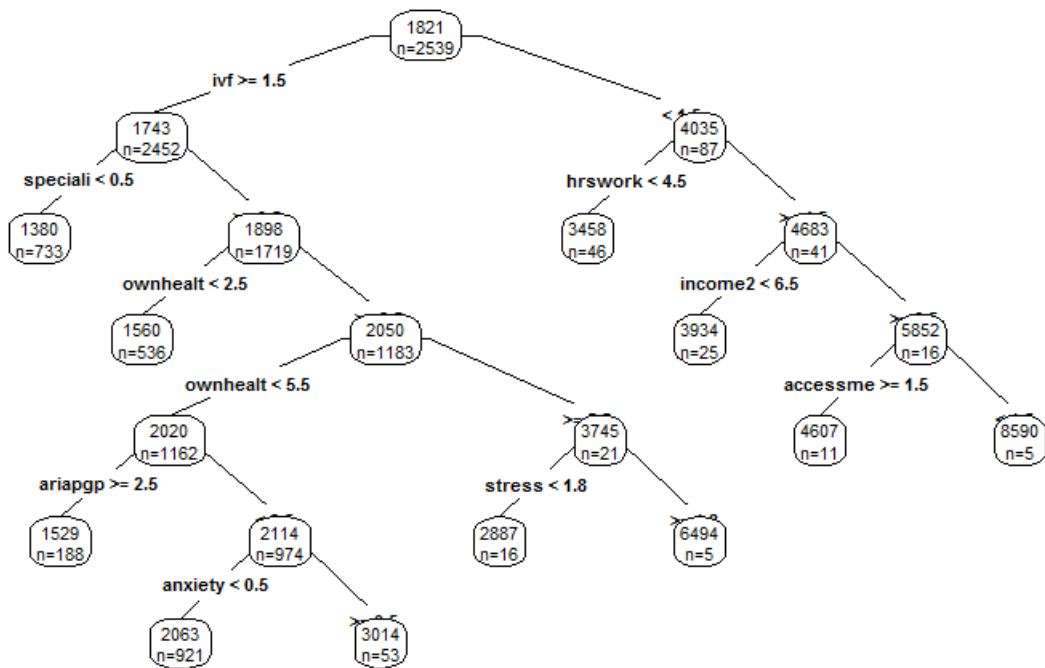 1821
n=2539
ivf >= 1.5
1743
n=2452
4035
n=87
speciali < 0.5
hrswork < 4.5
1380
n=733
1898
n=1719
3458
n=46
4683
n=41
ownhealt < 2.5
income2 < 6.5
1560
n=536
2050
n=1183
3934
n=25
5852
n=16
ownhealt < 5.5
accessme >= 1.5
2020
n=1162
3745
n=21
4607
n=11
8590
n=5
ariapgp >= 2.5
stress < 1.8
1529
n=188
2114
n=974
2887
n=16
6494
n=5
anxiety < 0.5
2063
n=921
3014
n=53